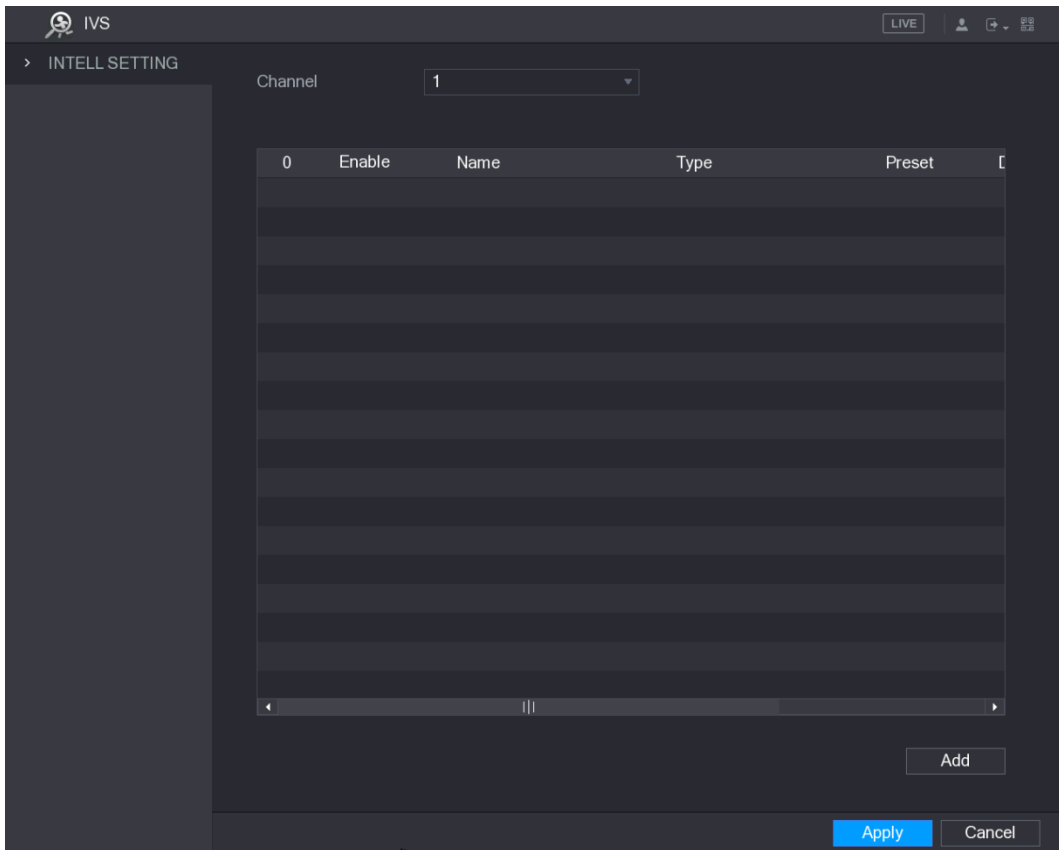 IVS
LIVE
INTELL SETTING
Channel
1
0 Enable Name Type Preset
Add
Apply Cancel